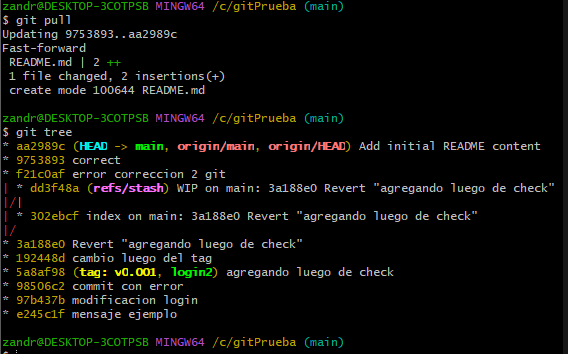 zandr@DESKTOP-3COTPSB MINGW64 /c/gitPrueba (main)
$ git pull
Updating 9753893..aa2989c
Fast-forward
 README.md | 2 ++
 1 file changed, 2 insertions(+)
 create mode 100644 README.md
zandr@DESKTOP-3COTPSB MINGW64 /c/gitPrueba (main)
$ git tree
* aa2989c (HEAD -> main, origin/main, origin/HEAD) Add initial README content
* 9753893 correct
* f21c0af error correccion 2 git
| * dd3f48a (refs/stash) WIP on main: 3a188e0 Revert "agregando luego de check"
|/|
| * 302ebcf index on main: 3a188e0 Revert "agregando luego de check"
|/
* 3a188e0 Revert "agregando luego de check"
* 192448d cambio luego del tag
* 5a8af98 (tag: v0.001, login2) agregando luego de check
* 98506c2 commit con error
* 97b437b modificacion login
* e245c1f mensaje ejemplo
zandr@DESKTOP-3COTPSB MINGW64 /c/gitPrueba (main)